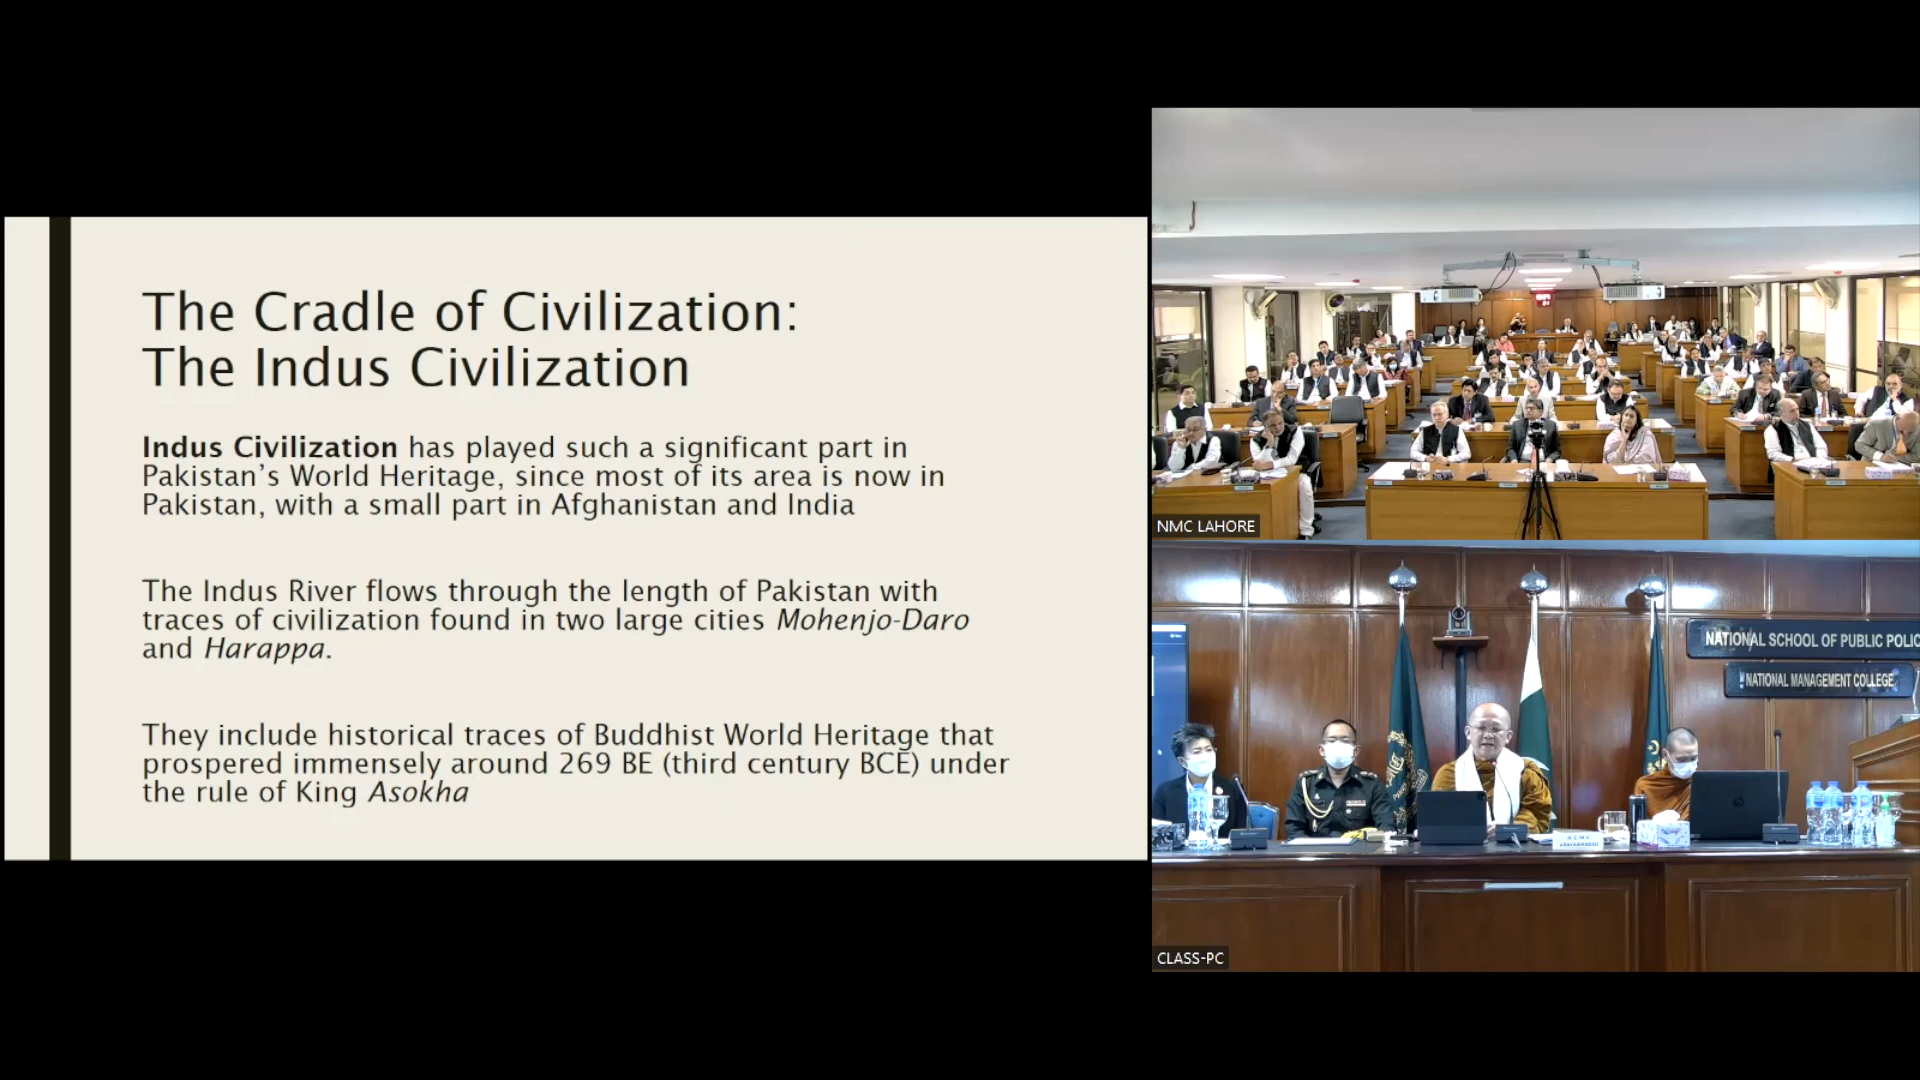 The Cradle of Civilization:
The Indus Civilization
Indus Civilization has played such a significant part in
Pakistan’s World Heritage, since most of its area is now in
Pakistan, with a small part in Afghanistan and India
The Indus River flows through the length of Pakistan with
traces of civilization found in two large cities Mohenjo-Daro
and Harappa.
They include historical traces of Buddhist World Heritage that
prospered immensely around 269 BE (third century BCE) under
the rule of King Asokha
NMC LAHORE
NATIONAL SCHOOL OF PUBLIC POLIC
NATIONAL MANAGEMENT COLLEGE
CLASS-PC